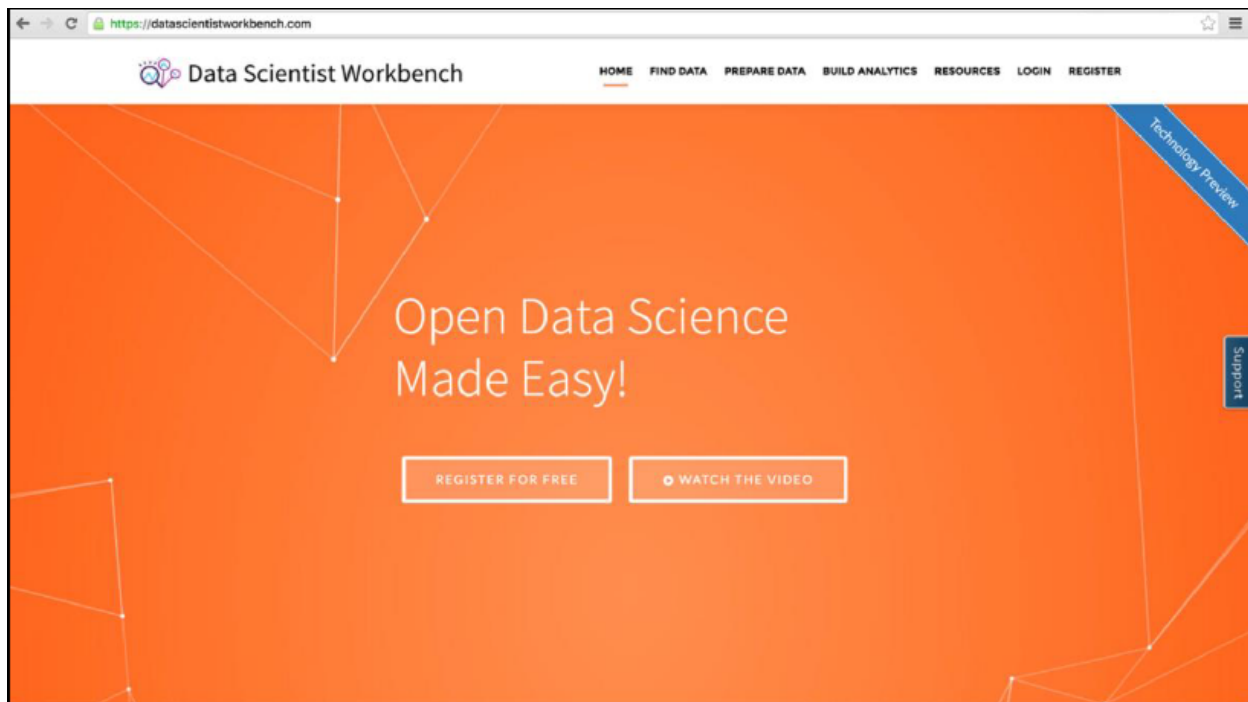 https://datascientistworkbench.com
Data Scientist Workbench
HOME FIND DATA PREPARE DATA BUILD ANALYTICS RESOURCES LOGIN REGISTER
Technology Preview
Open Data Science
Made Easy!
Support
REGISTER FOR FREE WATCH THE VIDEO